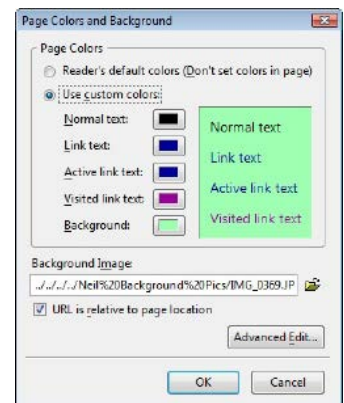 Page Colors and Background
Page Colors
Reader's default colors (Don't set colors in page)
Use custom colors:
Normal text:
Link text:
Active link text:
Visited link text:
Background:
Normal text
Link text
Active link text
Visited link text
Background Image:
../../../../Neil%20Background%20Pics/IMG_0369.JP
URL is relative to page location
Advanced Edit...
OK Cancel